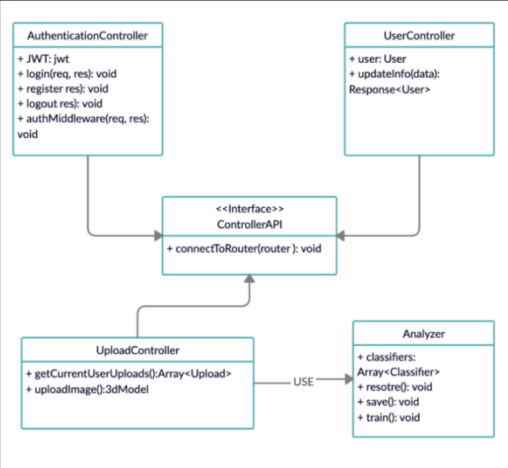 AuthenticationController
+ JWT: jwt
+ login(req, res): void
+ register res): void
+ logout res): void
+ authMiddleware(req, res):
void
UserController
+ user: User
+ updateInfo(data):
Response<User>
<<Interface>>
ControllerAPI
+ connectToRouter(router ): void
UploadController
+ getCurrentUserUploads():Array<Upload>
+ uploadImage():3dModel
USE
Analyzer
+ classifiers:
Array<Classifier>
+ resotre(): void
+ save(): void
+ train(): void